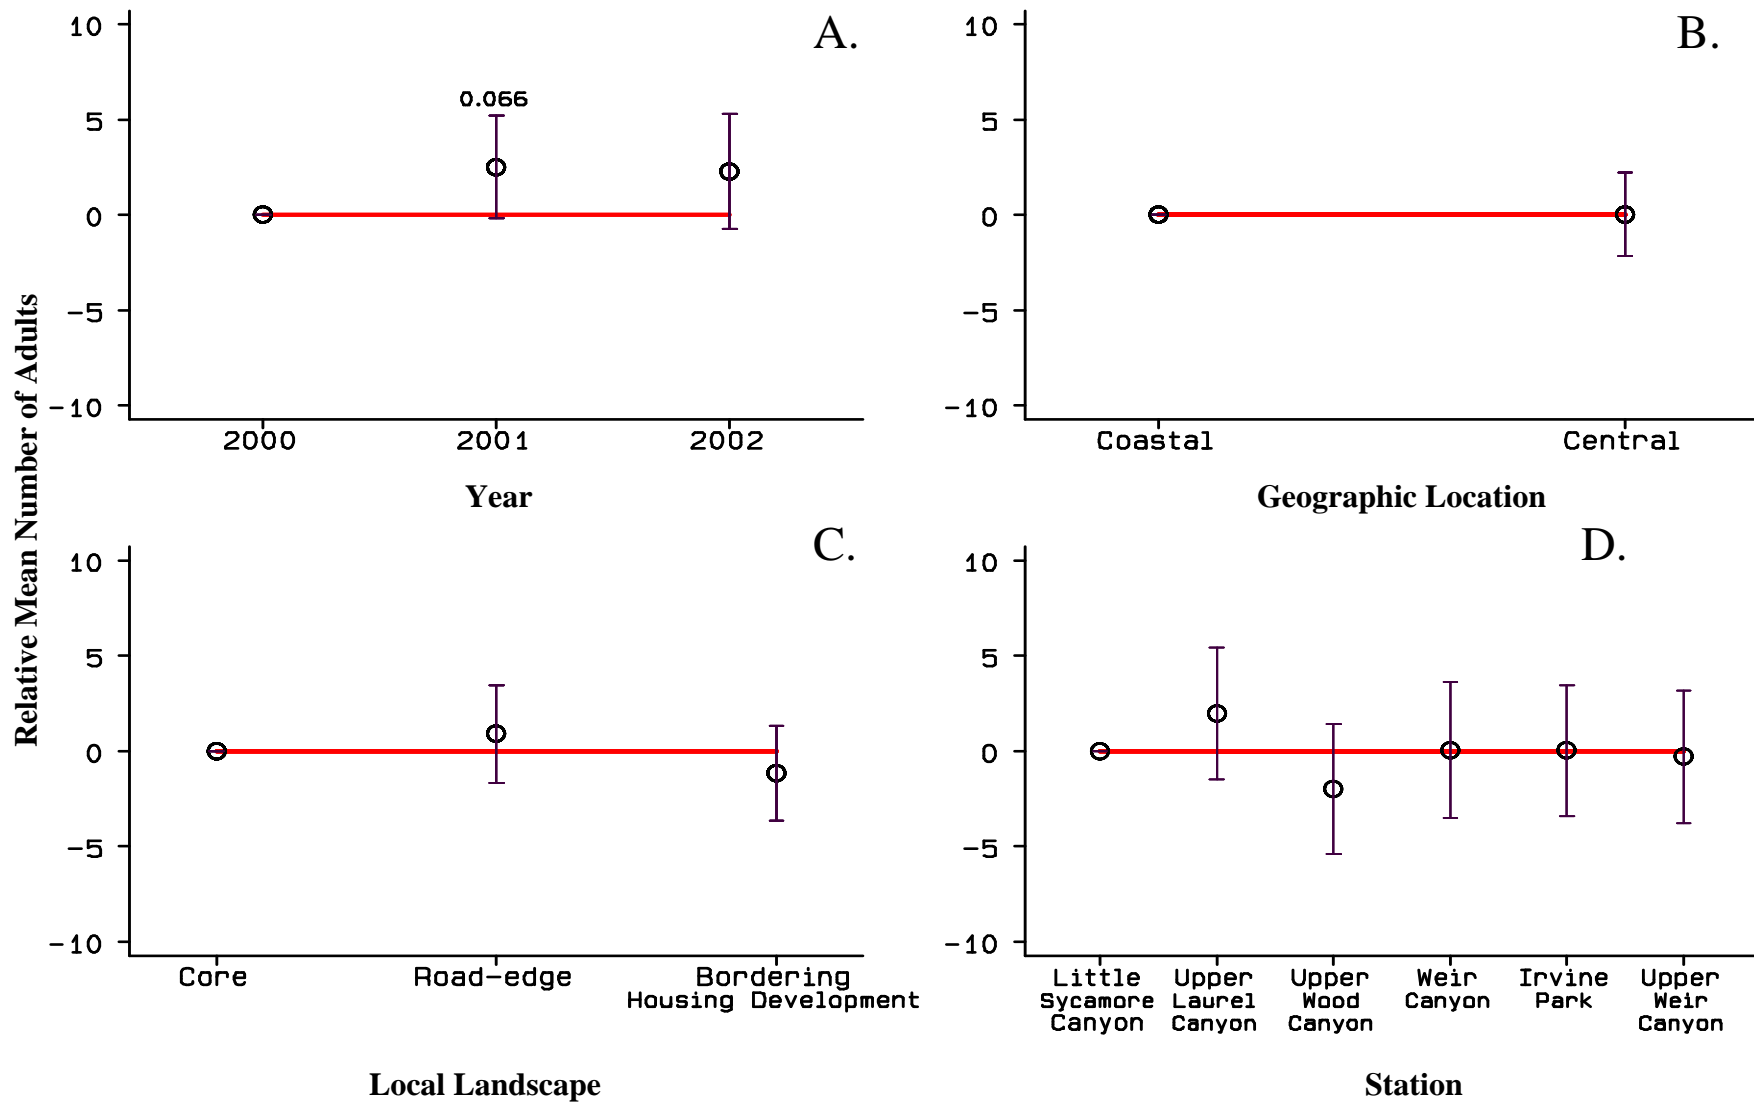 Relative Mean Number of Adults
A.
10
5
0
-5
-10
0.066
2000 2001 2002
Year
B.
10
5
0
-5
-10
Coastal Central
Geographic Location
C.
10
5
0
-5
-10
Core Road-edge Bordering
Housing Development
Local Landscape
D.
10
5
0
-5
-10
Little Upper Upper Weir Irvine Upper
Sycamore Laurel Wood Canyon Park Weir
Canyon Canyon Canyon Canyon
Station